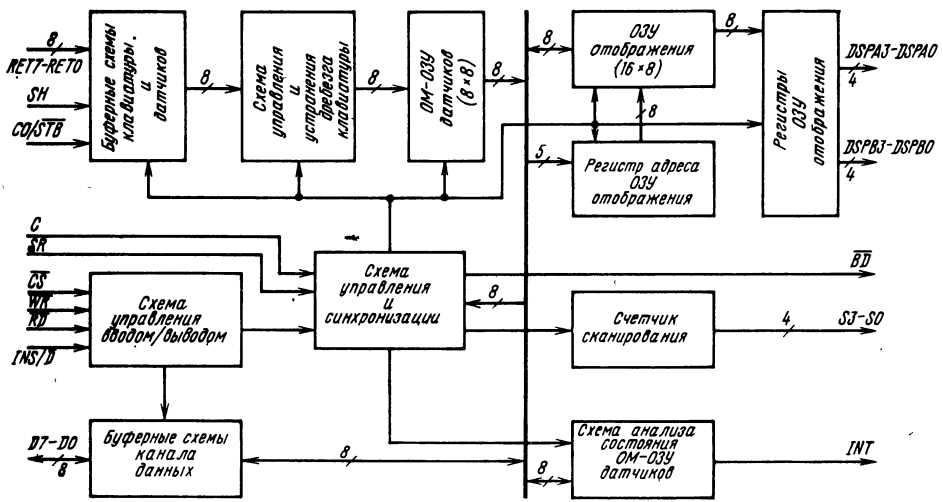 8
RET7-RET0
SH
CO/STB
Буферные схемы
клавиатуры.
и
датчиков
8
Схема
управления
и
устранения
дребезга
клавиатуры
8
ОМ-ОЗУ
датчиков
(8×8)
8
8
ОЗУ
отображения
(16×8)
8
8
5
Регистр адреса
ОЗУ
отображения
Регистры
ОЗУ
отображения
DSPA3-DSPA0
4
DSPB3-DSPB0
4
C
SR
CS
WR
RD
INS/D
Схема
управления
вводом/выводом
Схема
управления
и
синхронизации
8
BD
Счетчик
сканирования
4
S3-S0
D7-D0
8
Буферные схемы
канала
данных
8
8
Схема анализа
состояния
ОМ-ОЗУ
датчиков
INT